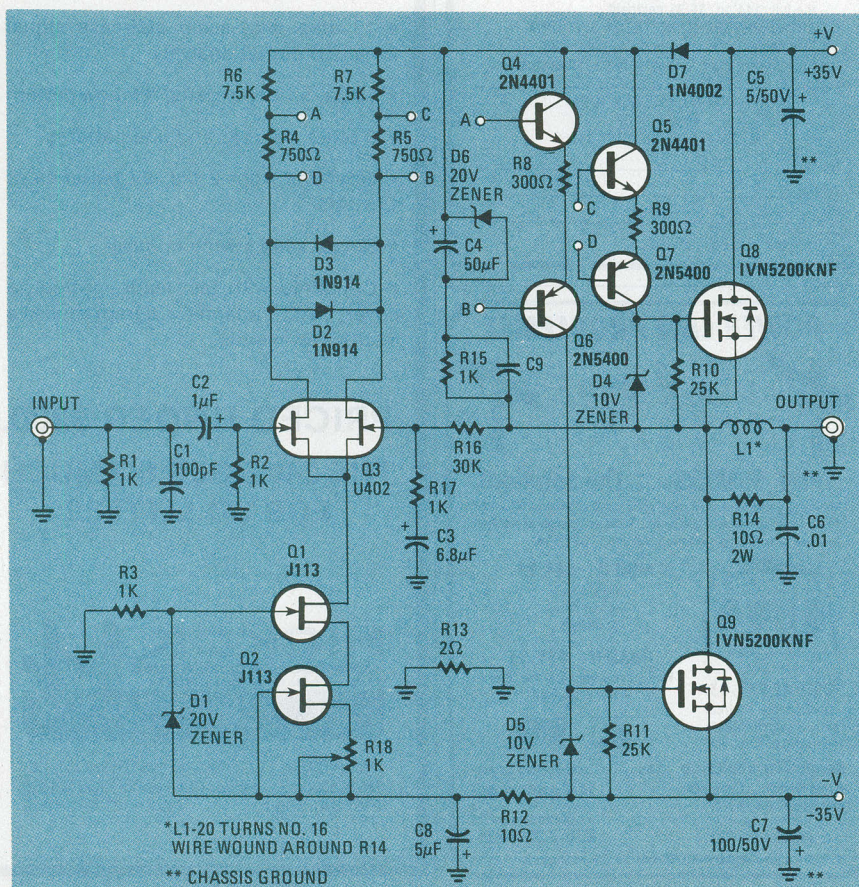 +V
+35V
C5
5/50V
+
**
D7
1N4002
Q4
2N4401
R6
7.5K
R7
7.5K
A
C
A
R4
750Ω
R5
750Ω
D
B
D6
20V
ZENER
R8
300Ω
Q5
2N4401
C
D
R9
300Ω
Q7
2N5400
Q8
IVN5200KNF
+
C4
50µF
D3
1N914
D2
1N914
B
Q6
2N5400
R15
1K
C9
D4
10V
ZENER
R10
25K
INPUT
C2
1µF
+
OUTPUT
L1*
**
R1
1K
C1
100pF
R2
1K
Q3
U402
R16
30K
R17
1K
+
C3
6.8µF
R14
10Ω
2W
C6
.01
Q1
J113
R3
1K
Q2
J113
R13
2Ω
Q9
IVN5200KNF
D1
20V
ZENER
R18
1K
D5
10V
ZENER
R11
25K
R12
10Ω
–V
–35V
C8
5µF
+
C7
100/50V
+
**
*L1-20 TURNS NO. 16
WIRE WOUND AROUND R14
** CHASSIS GROUND